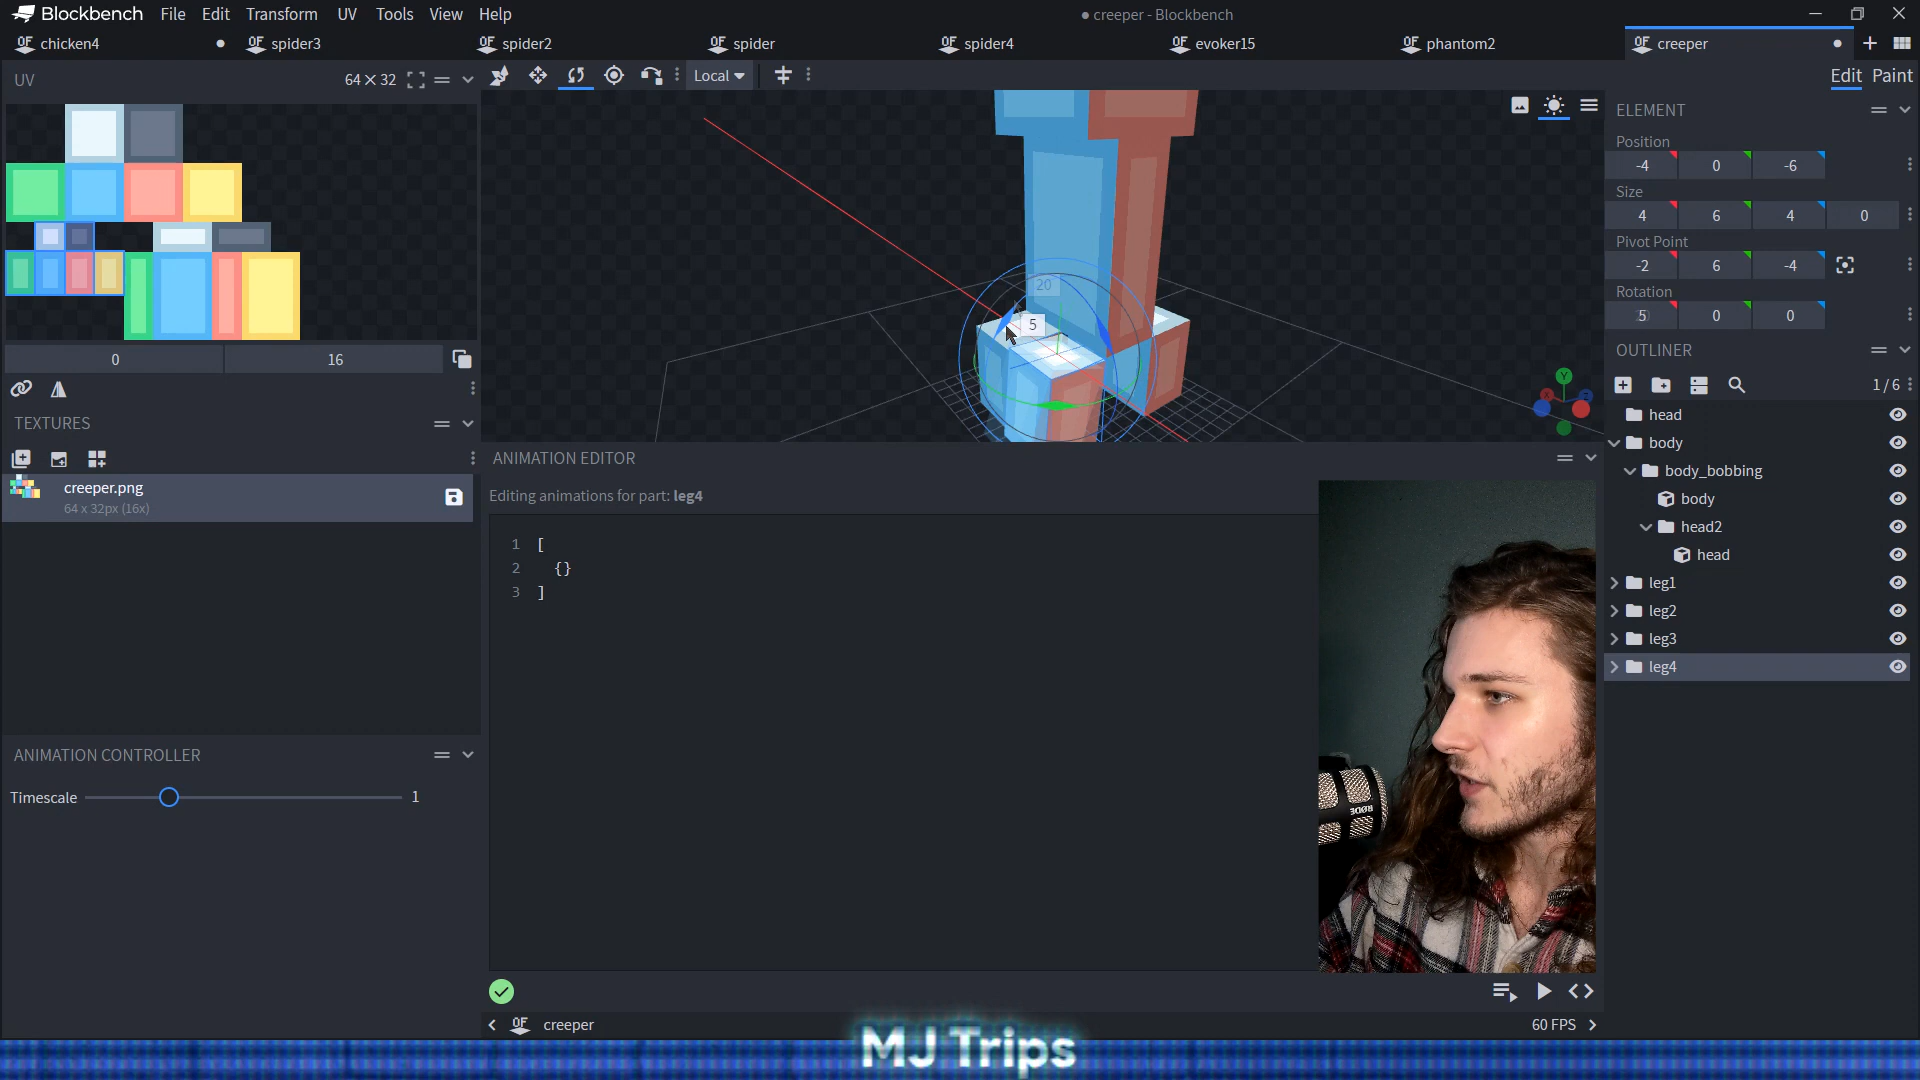 Blockbench File Edit Transform UV Tools View Help
creeper - Blockbench
chicken4 spider3 spider2 spider spider4 evoker15 phantom2 creeper
UV 64×32
Local
Edit Paint
ELEMENT
Position
-4 0 -6
Size
4 6 4 0
Pivot Point
-2 6 -4
Rotation
5 0 0
20
5
0 16
TEXTURES
creeper.png
64 x 32px (16x)
OUTLINER
1/6
head
body
body_bobbing
body
head2
head
leg1
leg2
leg3
leg4
ANIMATION EDITOR
Editing animations for part: leg4
1 [
2 {}
3 ]
ANIMATION CONTROLLER
Timescale 1
RØDE
creeper
60 FPS
MJ Trips